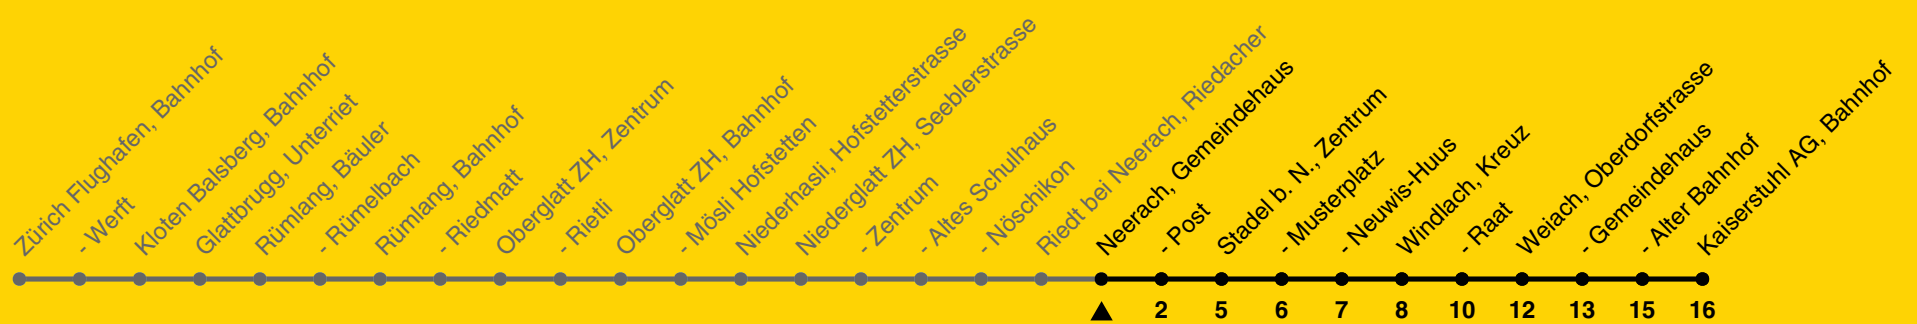 Zürich Flughafen, Bahnhof
- Werft
Kloten Balsberg, Bahnhof
Glattbrugg, Unterriet
Rümlang, Bäuler
- Rümelbach
Rümlang, Bahnhof
- Riedmatt
Oberglatt ZH, Zentrum
- Rietli
Oberglatt ZH, Bahnhof
- Mösli Hofstetten
Niederhasli, Hofstetterstrasse
Niederglatt ZH, Seeblerstrasse
- Zentrum
- Altes Schulhaus
- Nöschikon
Riedt bei Neerach, Riedacher
Neerach, Gemeindehaus
- Post
Stadel b. N., Zentrum
- Musterplatz
- Neuwis-Huus
Windlach, Kreuz
- Raat
Weiach, Oberdorfstrasse
- Gemeindehaus
- Alter Bahnhof
Kaiserstuhl AG, Bahnhof
2 5 6 7 8 10 12 13 15 16